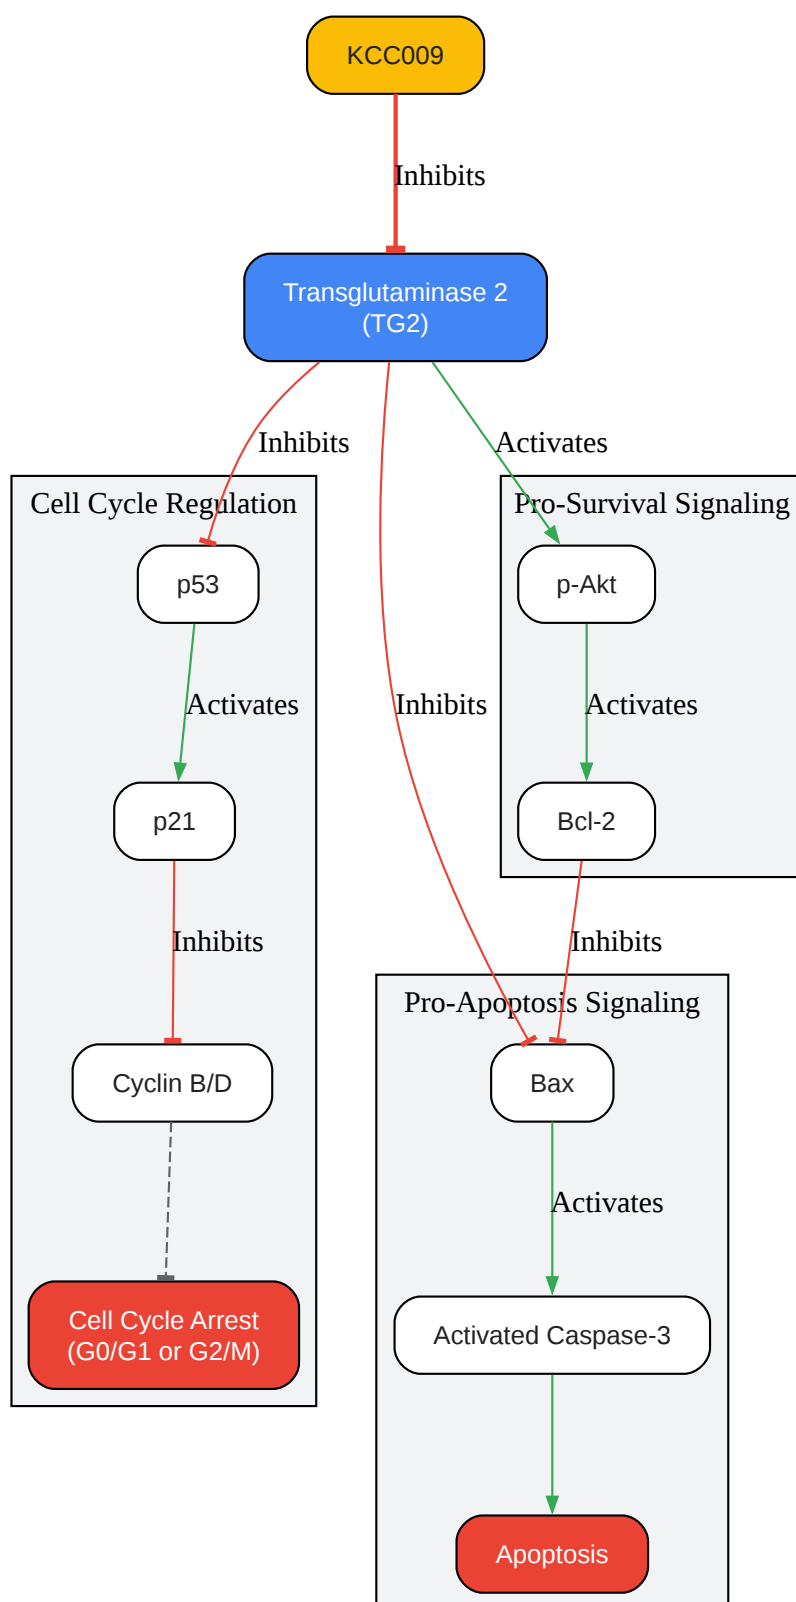 KCC009
Inhibits
Transglutaminase 2
(TG2)
Inhibits
Activates
Cell Cycle Regulation
Pro-Survival Signaling
p53
p-Akt
Activates
Inhibits
Activates
p21
Bcl-2
Inhibits
Inhibits
Pro-Apoptosis Signaling
Cyclin B/D
Bax
Activates
Cell Cycle Arrest
(G0/G1 or G2/M)
Activated Caspase-3
Apoptosis